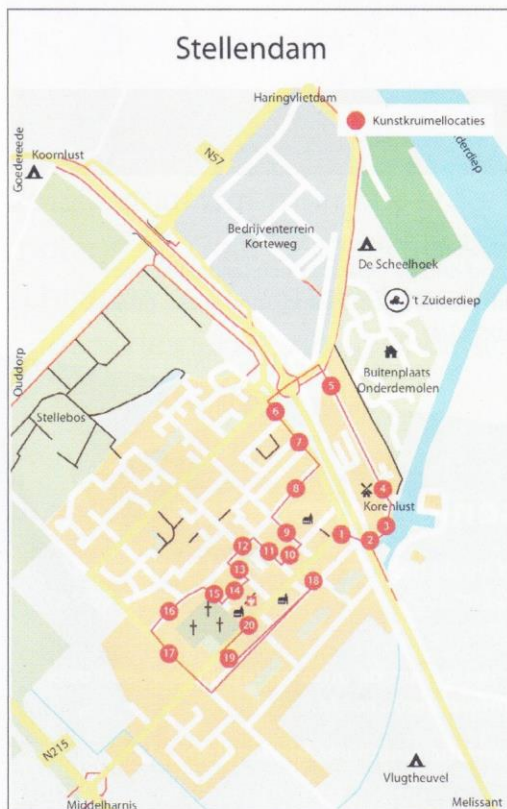 Stellendam
Haringvlietdam
Kunstkruimellocaties
Koornlust
N57
Goedereede
Bedrijventerrein
Korteweg
De Scheelhoek
't Zuiderdiep
Buitenplaats
Onderdemolen
Ouddorp
Stellebos
5
6
7
8
4
Korenlust
3
1
2
9
10
11
12
13
14
15
16
17
18
19
20
N215
Middelharnis
Vlugtheuvel
Melissant